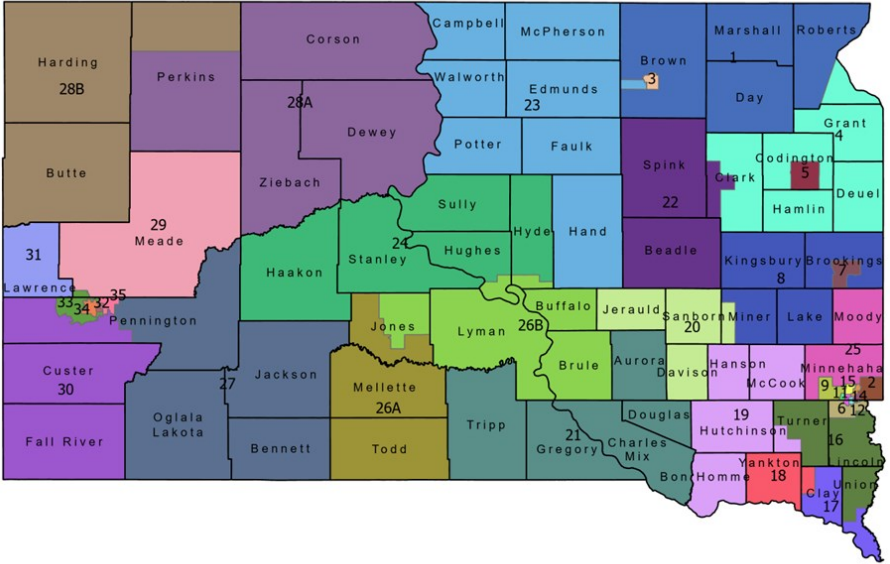 Campbell
McPherson
Marshall
Roberts
1
Corson
Harding
28B
Perkins
Brown
3
Walworth
Edmunds
23
Day
28A
Dewey
Grant
4
Potter
Faulk
Spink
22
Codington
5
Butte
Ziebach
Clark
Deuel
Sully
Hamlin
29
Meade
Hyde
Hand
24
Stanley
Hughes
Beadle
31
Haakon
Kingsbury
8
Brookings
7
Lawrence
33
34
32
35
Pennington
Jones
Lyman
26B
Buffalo
Jerauld
Sanborn
20
Miner
Lake
Moody
25
Custer
30
27
Jackson
Mellette
26A
Brule
Aurora
Davison
Hanson
McCook
Minnehaha
9
15
2
14
6
12
Fall River
Oglala
Lakota
Bennett
Todd
Tripp
21
Gregory
Douglas
Charles
Mix
19
Hutchinson
Turner
16
Lincoln
Bon Homme
Yankton
18
Clay
17
Union